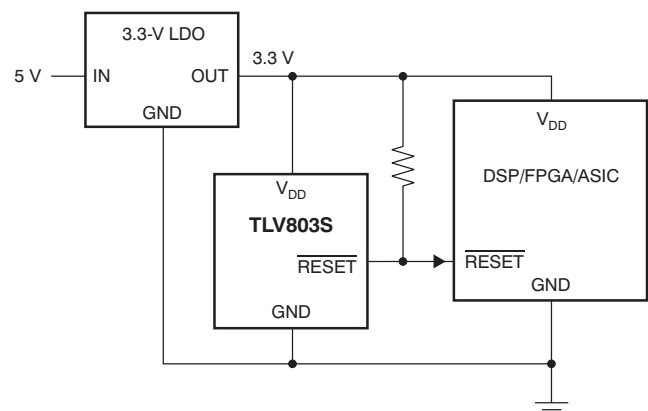 3.3-V LDO
3.3 V
5 V
IN
OUT
GND
V_DD
DSP/FPGA/ASIC
V_DD
TLV803S
RESET
RESET
GND
GND